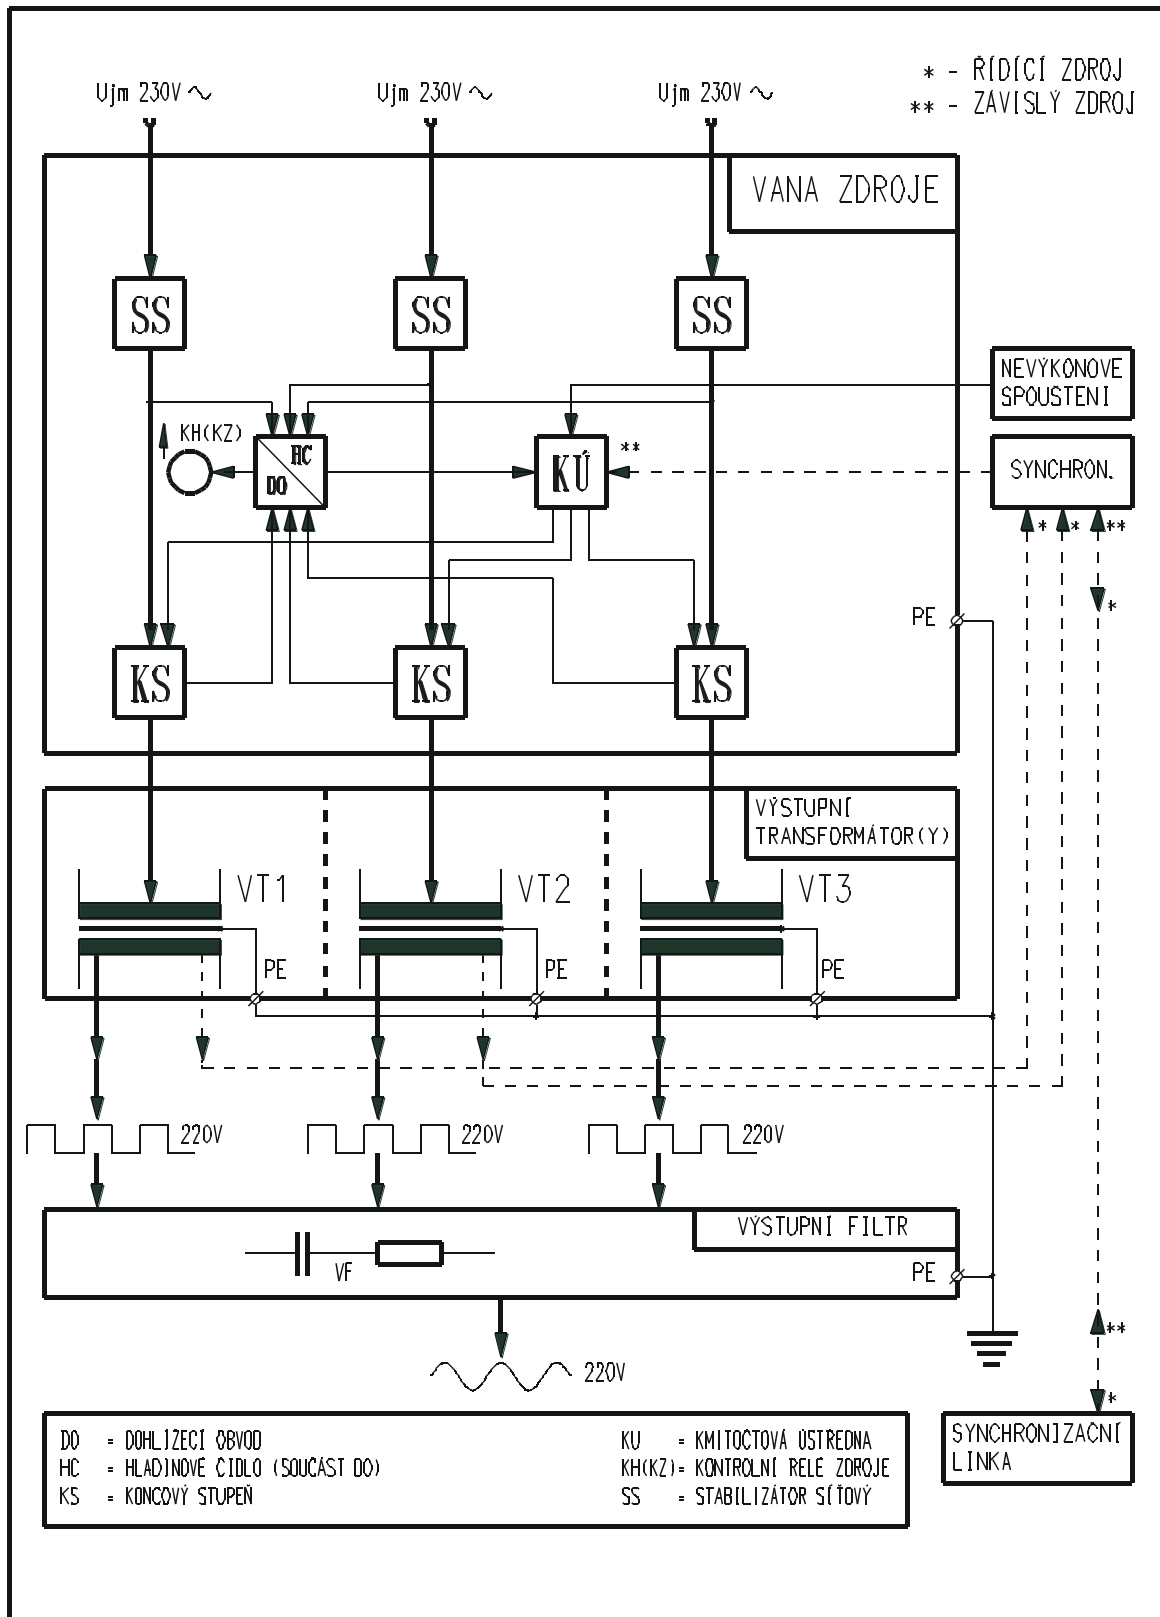 * - ŘÍDÍCÍ ZDROJ
** - ZÁVISLÝ ZDROJ
Ujm 230V
Ujm 230V
Ujm 230V
VANA ZDROJE
SS
SS
SS
NEVÝKONOVÉ
SPOUŠTĚNÍ
KH(KZ)
HC
DO
KÚ
**
SYNCHRON.
*
*
**
*
PE
KS
KS
KS
VÝSTUPNÍ
TRANSFORMÁTOR(Y)
VT1
VT2
VT3
PE
PE
PE
220V
220V
220V
VÝSTUPNÍ FILTR
VF
PE
**
220V
*
DO = DOHLÍŽECÍ OBVOD
HC = HLADINOVÉ ČIDLO (SOUČÁST DO)
KS = KONCOVÝ STUPEŇ
KU = KMITOČTOVÁ ÚSTŘEDNA
KH(KZ)= KONTROLNÍ RELÉ ZDROJE
SS = STABILIZÁTOR SÍŤOVÝ
SYNCHRONIZAČNÍ
LINKA